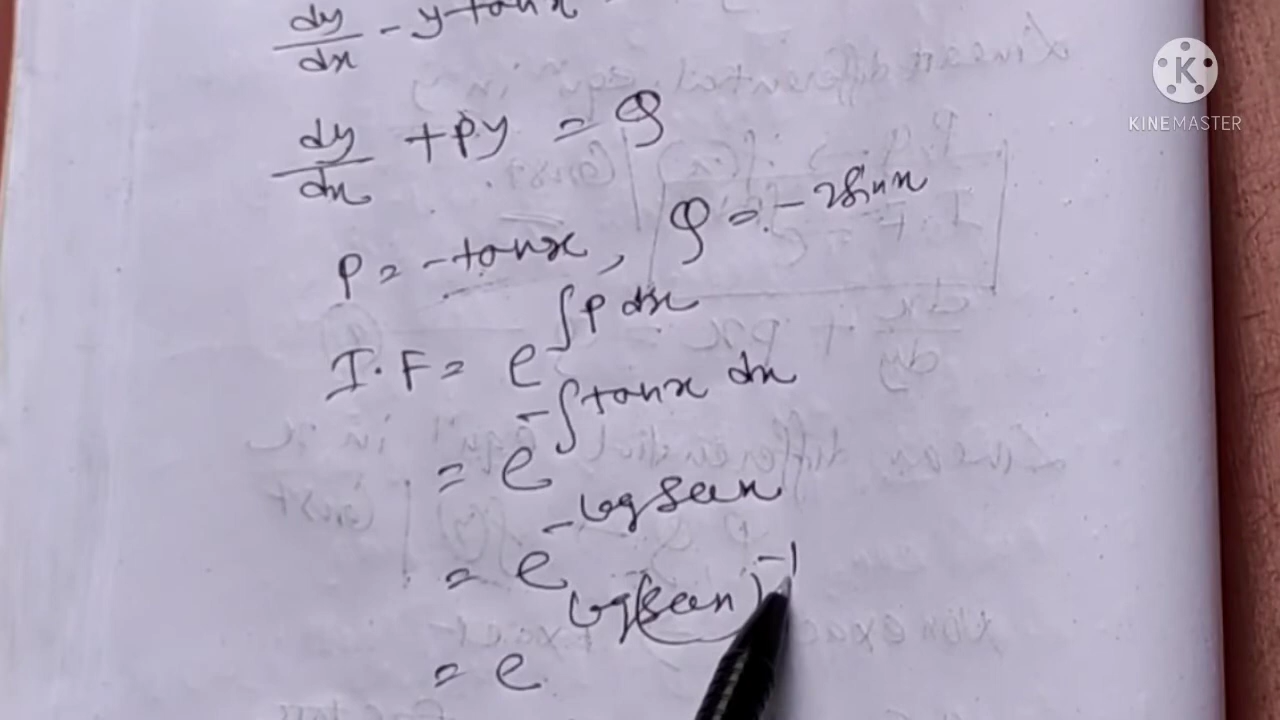 dy/dx - y tanx
dy/dx + py = Q
P = -tanx, Q = -2sinx
I.F = e^∫p dx
= e^-∫tanx dx
= e^-log secx
= e^log(secx)^-1
KINEMASTER